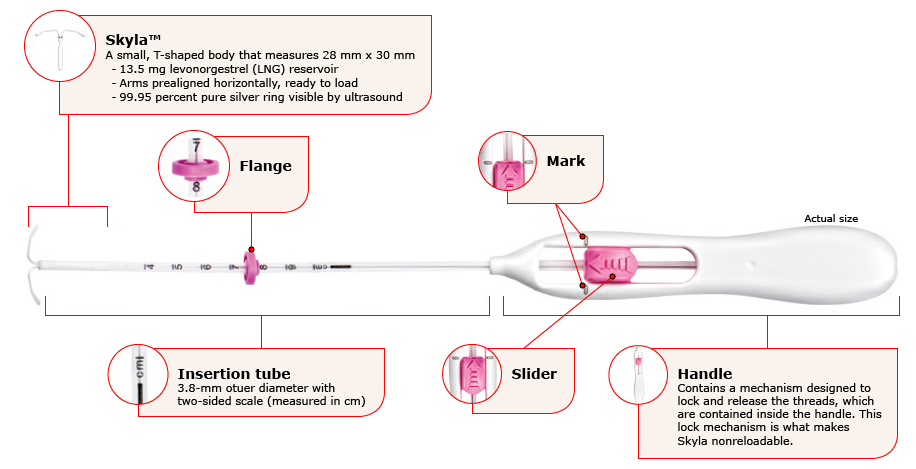 Skyla™
A small, T-shaped body that measures 28 mm x 30 mm
- 13.5 mg levonorgestrel (LNG) reservoir
- Arms prealigned horizontally, ready to load
- 99.95 percent pure silver ring visible by ultrasound
7
8
Flange
Mark
Actual size
4 5 6 7 8 9 cm
cm
Insertion tube
3.8-mm otuer diameter with
two-sided scale (measured in cm)
Slider
Handle
Contains a mechanism designed to
lock and release the threads, which
are contained inside the handle. This
lock mechanism is what makes
Skyla nonreloadable.